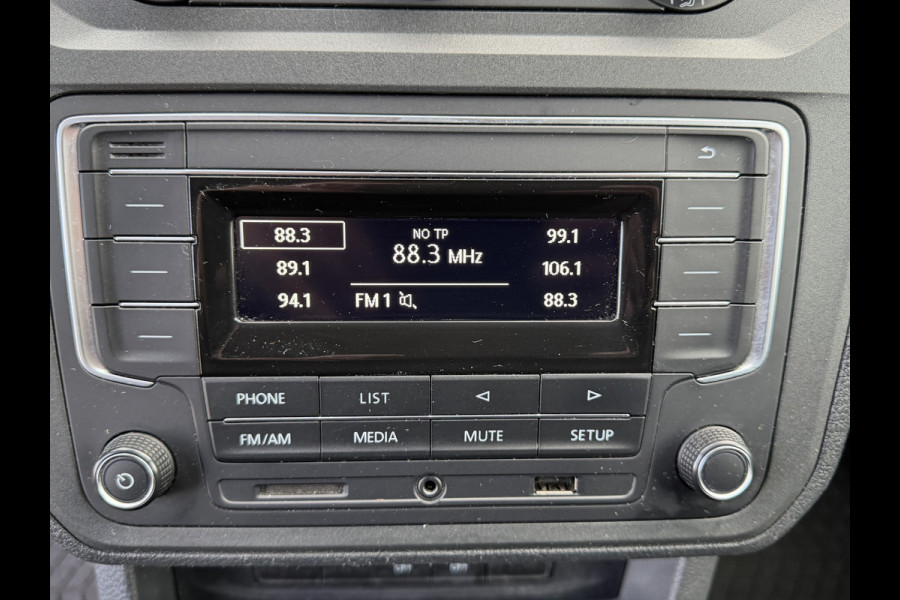 88.3
NO TP
99.1
89.1
88.3 MHz
106.1
94.1
FM 1
88.3
PHONE
LIST
FM/AM
MEDIA
MUTE
SETUP